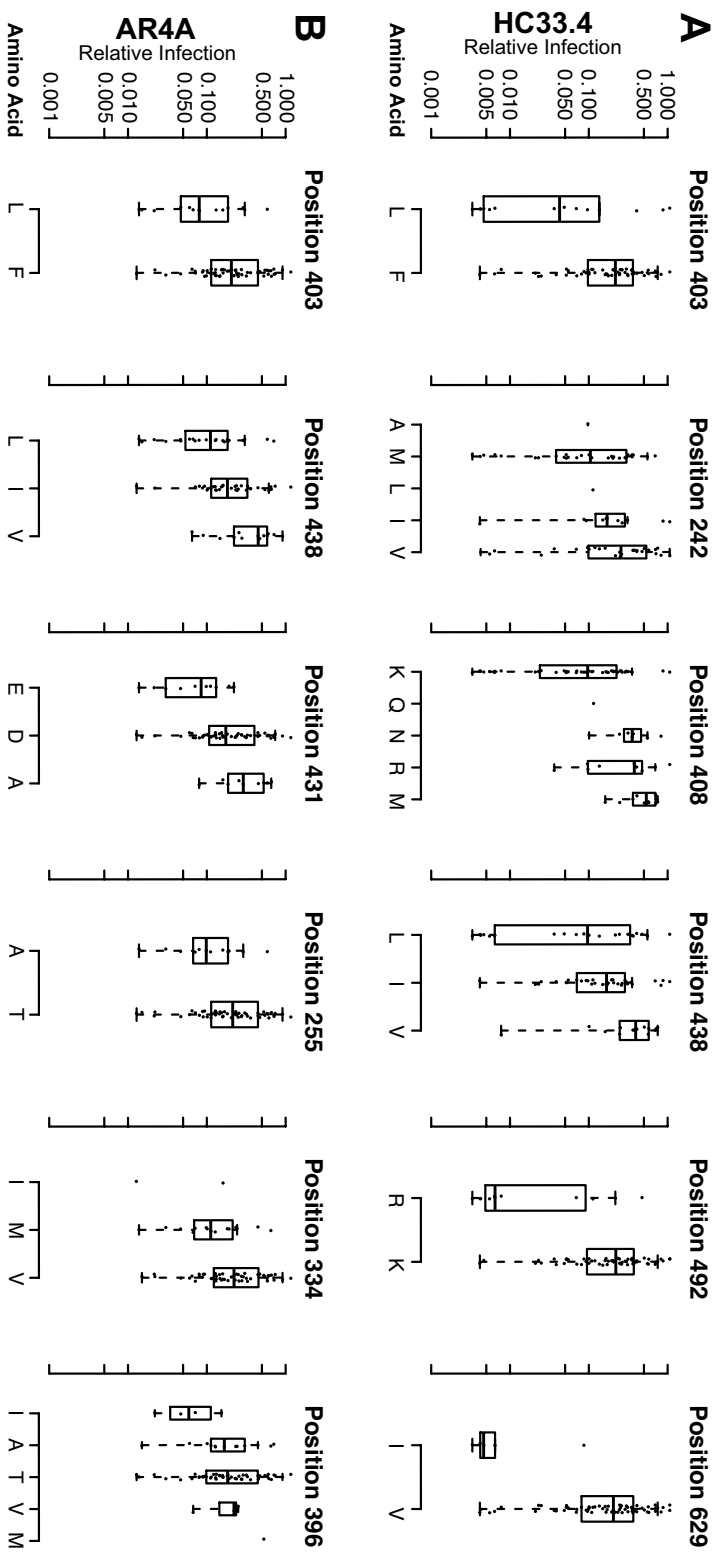 A
HC33.4
Relative Infection
1.000
0.500
0.100
0.050
0.010
0.005
0.001
Amino Acid
Position 403
L F
Position 242
A M L I V
Position 408
K Q N R M
Position 438
L I V
Position 492
R K
Position 629
I V
B
AR4A
Relative Infection
1.000
0.500
0.100
0.050
0.010
0.005
0.001
Amino Acid
Position 403
L F
Position 438
L I V
Position 431
E D A
Position 255
A T
Position 334
I M V
Position 396
I A T V M